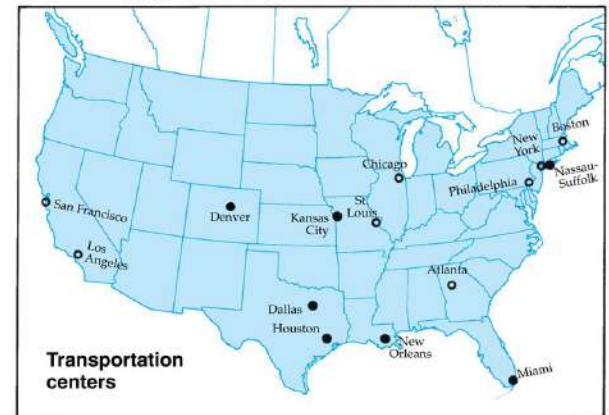 Boston
New
York
Nassau-
Suffolk
Chicago
Philadelphia
San Francisco
Denver
Kansas
City
St.
Louis
Los
Angeles
Atlanta
Dallas
Houston
New
Orleans
Miami
Transportation
centers